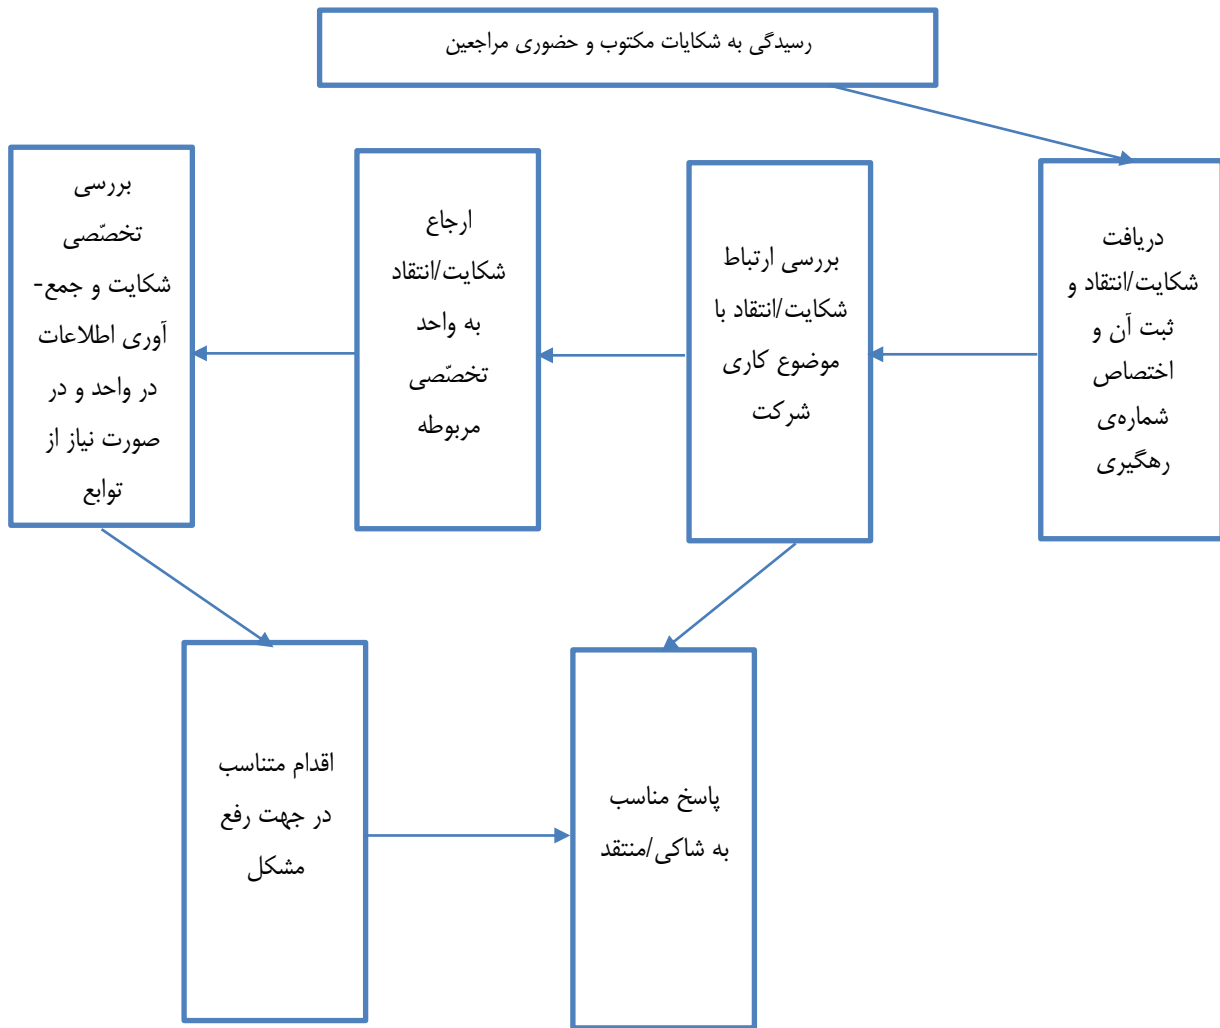 رسیدگی به شکایات مکتوب و حضوری مراجعین
دریافت
شکایت/انتقاد و
ثبت آن و
اختصاص
شماره‌ی
رهگیری
بررسی ارتباط
شکایت/انتقاد با
موضوع کاری
شرکت
ارجاع
شکایت/انتقاد
به واحد
تخصّصی
مربوطه
بررسی
تخصّصی
شکایت و جمع-
آوری اطلاعات
در واحد و در
صورت نیاز از
توابع
اقدام متناسب
در جهت رفع
مشکل
پاسخ مناسب
به شاکی/منتقد